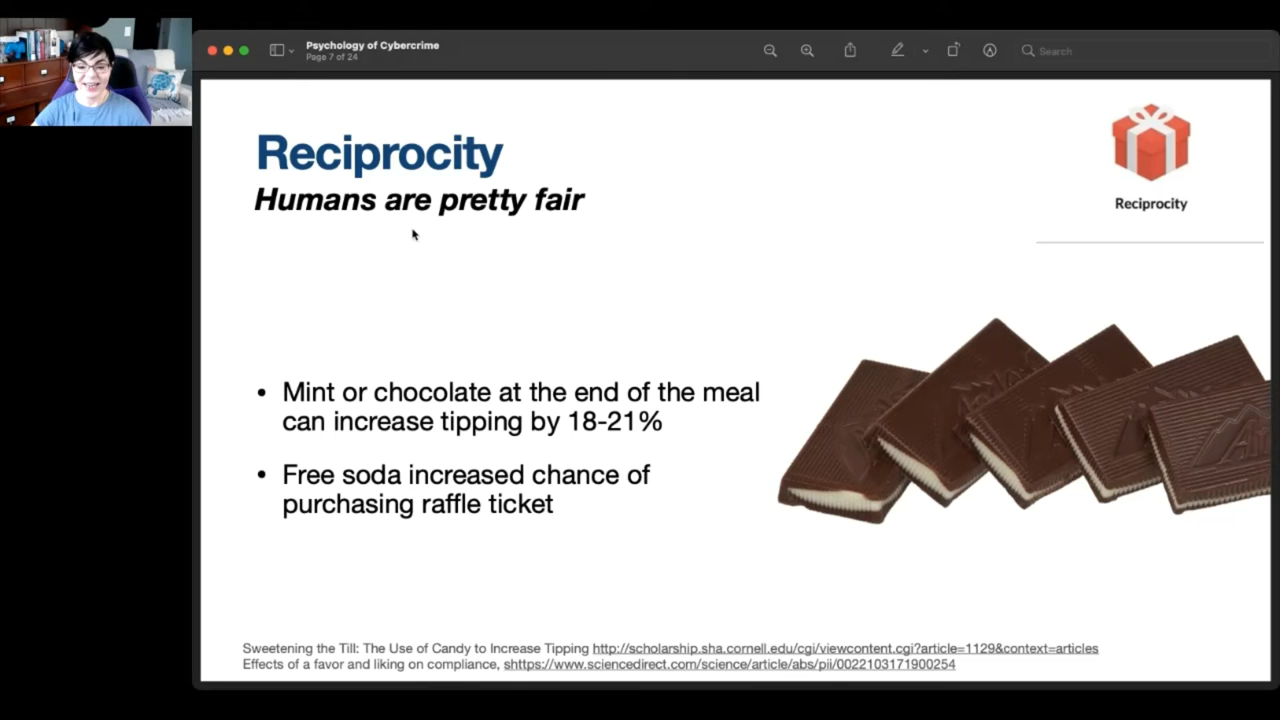 Psychology of Cybercrime
Page 7 of 24
Search
Reciprocity
Humans are pretty fair
Reciprocity
• Mint or chocolate at the end of the meal
can increase tipping by 18-21%
• Free soda increased chance of
purchasing raffle ticket
Sweetening the Till: The Use of Candy to Increase Tipping http://scholarship.sha.cornell.edu/cgi/viewcontent.cgi?article=1129&context=articles
Effects of a favor and liking on compliance, shttps://www.sciencedirect.com/science/article/abs/pii/0022103171900254